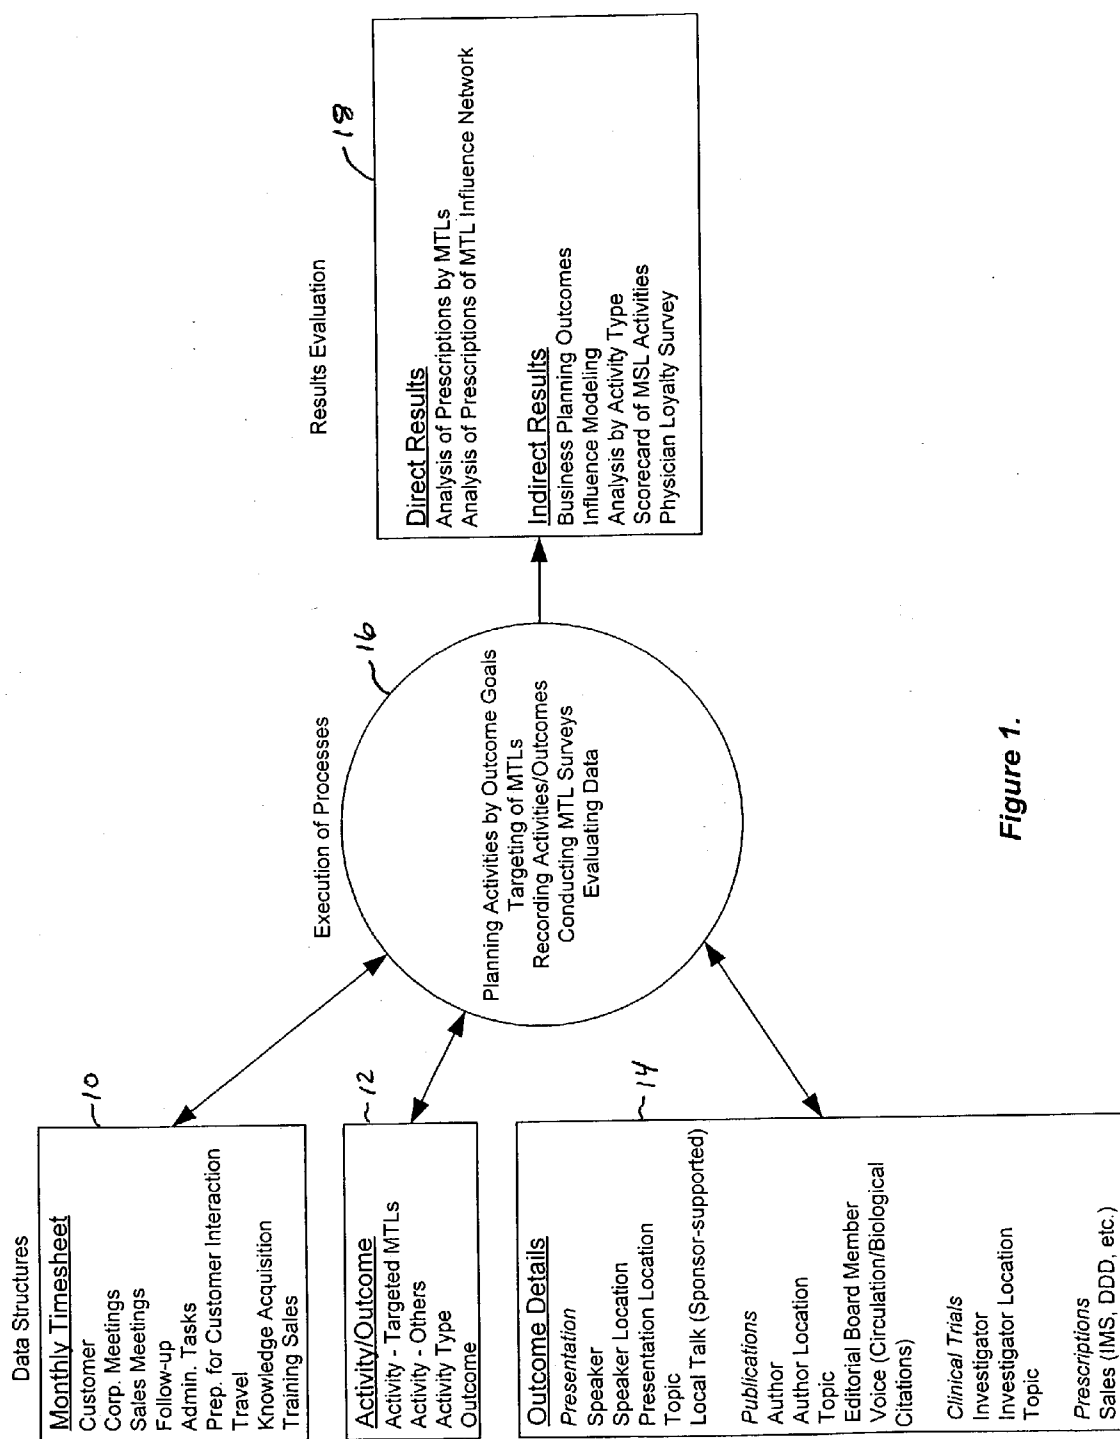 Data Structures
Monthly Timesheet
Customer
Corp. Meetings
Sales Meetings
Follow-up
Admin. Tasks
Prep. for Customer Interaction
Travel
Knowledge Acquisition
Training Sales
10
Activity/Outcome
Activity - Targeted MTLs
Activity - Others
Activity Type
Outcome
12
Outcome Details
Presentation
Speaker
Speaker Location
Presentation Location
Topic
Local Talk (Sponsor-supported)
Publications
Author
Author Location
Topic
Editorial Board Member
Voice (Circulation/Biological
Citations)
Clinical Trials
Investigator
Investigator Location
Topic
Prescriptions
Sales (IMS, DDD, etc.)
14
Execution of Processes
16
Planning Activities by Outcome Goals
Targeting of MTLs
Recording Activities/Outcomes
Conducting MTL Surveys
Evaluating Data
Results Evaluation
18
Direct Results
Analysis of Prescriptions by MTLs
Analysis of Prescriptions of MTL Influence Network
Indirect Results
Business Planning Outcomes
Influence Modeling
Analysis by Activity Type
Scorecard of MSL Activities
Physician Loyalty Survey
Figure 1.